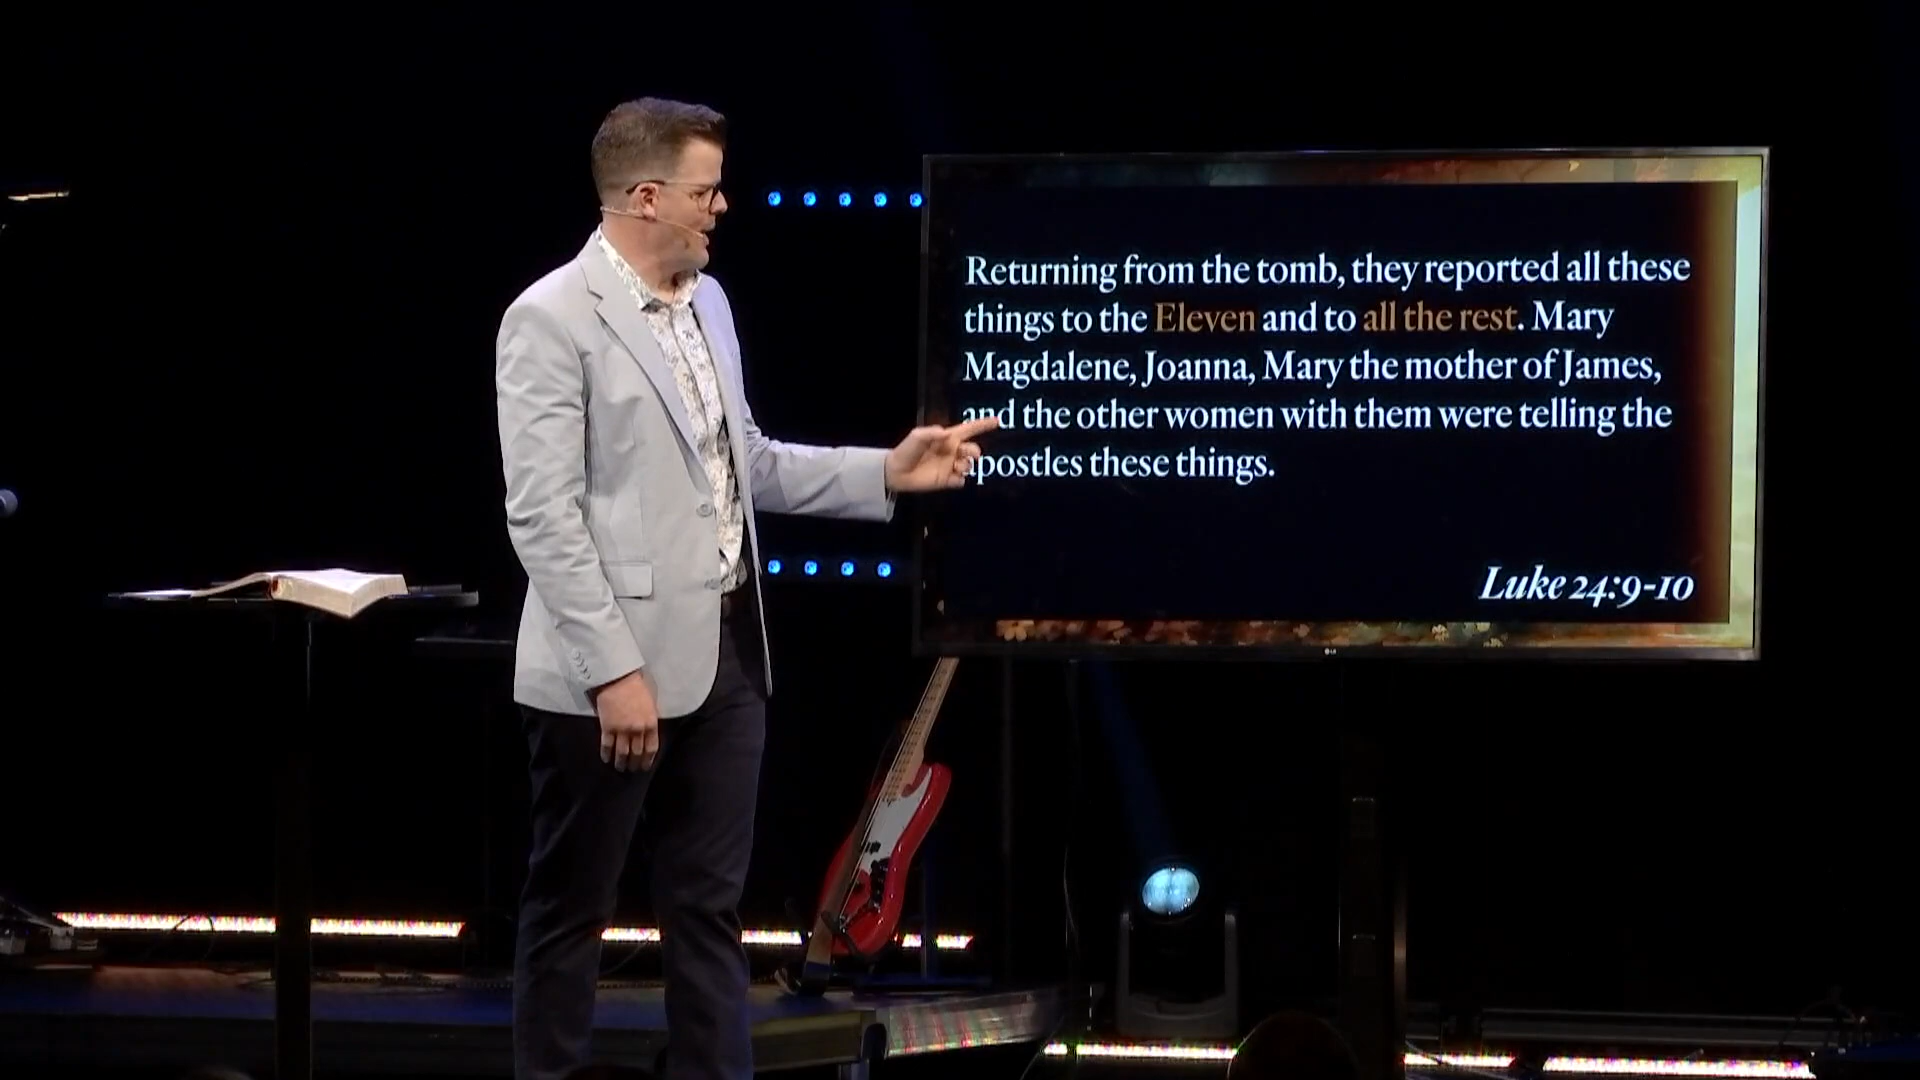 Returning from the tomb, they reported all these
things to the Eleven and to all the rest. Mary
Magdalene, Joanna, Mary the mother of James,
and the other women with them were telling the
apostles these things.
Luke 24:9-10
LG